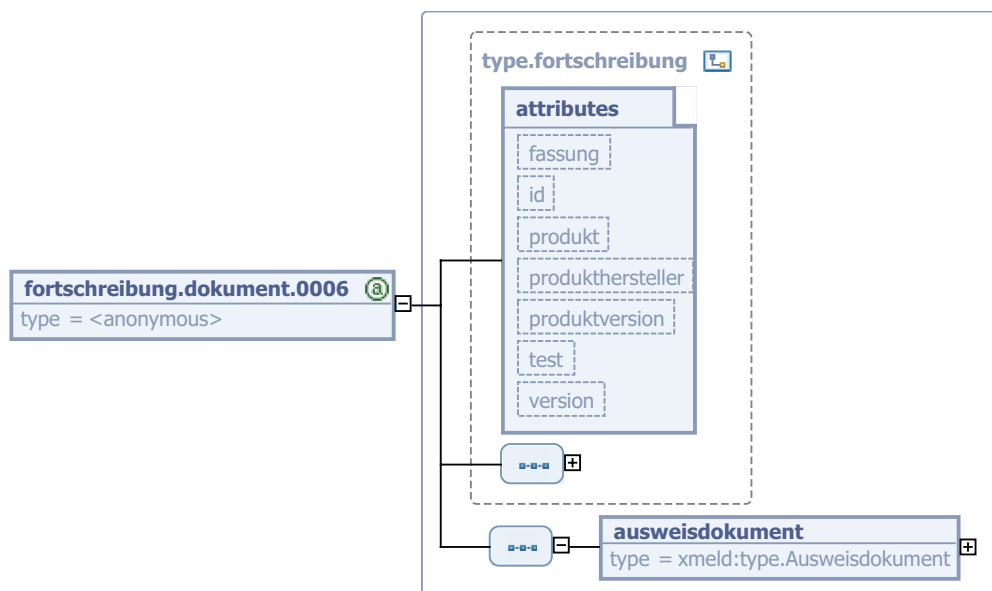 type.fortschreibung
attributes
fassung
id
produkt
produkthersteller
produktversion
test
version
fortschreibung.dokument.0006 @
type = <anonymous>
ausweisdokument
type = xmeld:type.Ausweisdokument